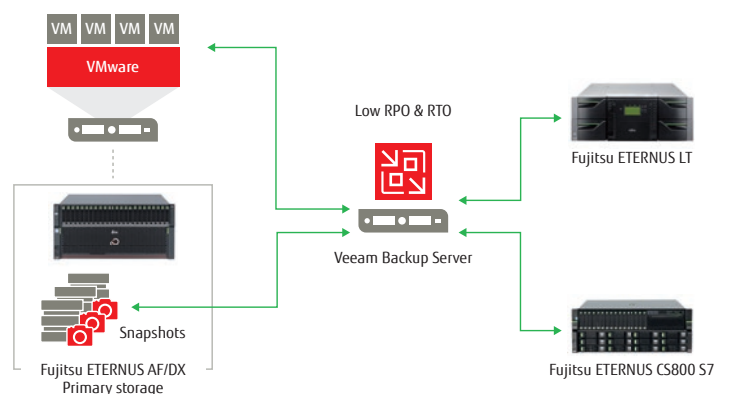 VM VM VM VM
VMware
Low RPO & RTO
Fujitsu ETERNUS LT
Veeam Backup Server
Snapshots
Fujitsu ETERNUS AF/DX
Primary storage
Fujitsu ETERNUS CS800 S7